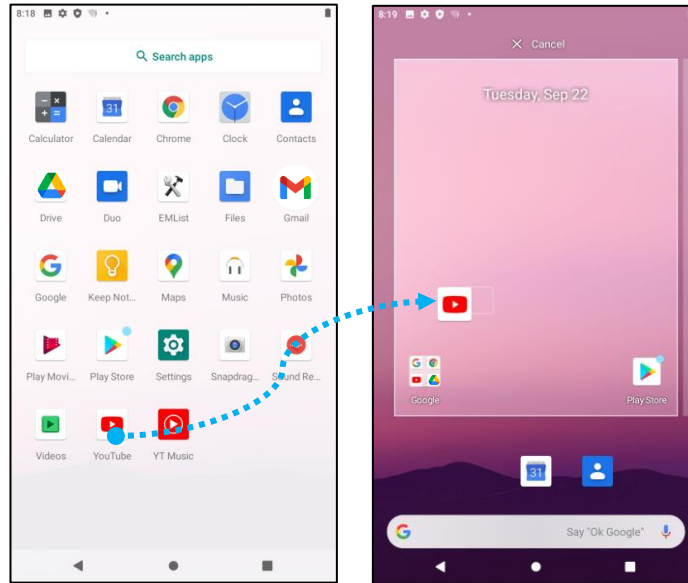 8:18
Search apps
31
Calculator Calendar Chrome Clock Contacts
Drive Duo EMList Files Gmail
Google Keep Not... Maps Music Photos
Play Movi... Play Store Settings Snapdrag... Sound Re...
Videos YouTube YT Music
8:19
Cancel
Tuesday, Sep 22
Google Play Store
31
Say "Ok Google"